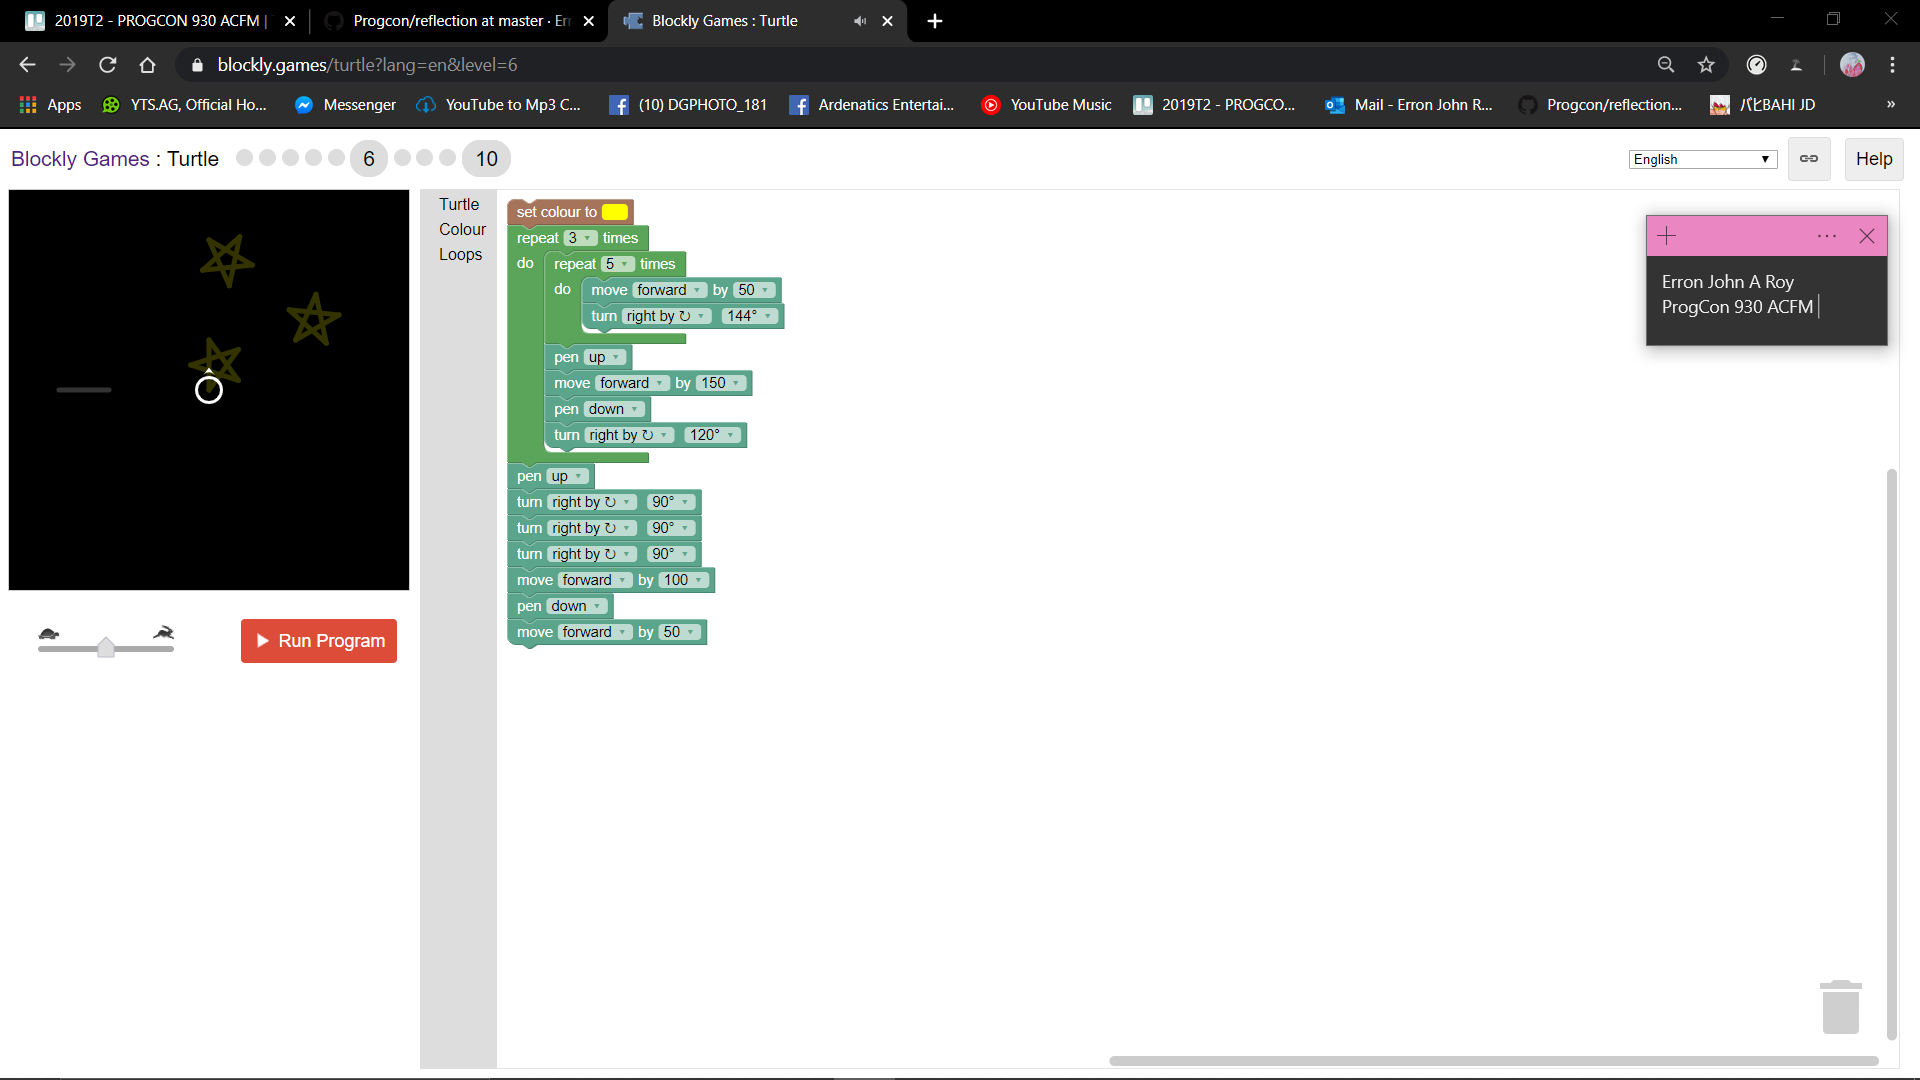 2019T2 - PROGCON 930 ACFM |
Progcon/reflection at master · Er
Blockly Games : Turtle
blockly.games/turtle?lang=en&level=6
Apps
YTS.AG, Official Ho...
Messenger
YouTube to Mp3 C...
(10) DGPHOTO_181
Ardenatics Entertai...
YouTube Music
2019T2 - PROGCO...
Mail - Erron John R...
Progcon/reflection...
パヒBAHI JD
»
Blockly Games : Turtle
6
10
English
Help
Turtle
Colour
Loops
set colour to
repeat 3 times
do repeat 5 times
do move forward by 50
turn right by ↻ 144°
pen up
move forward by 150
pen down
turn right by ↻ 120°
pen up
turn right by ↻ 90°
turn right by ↻ 90°
turn right by ↻ 90°
move forward by 100
pen down
move forward by 50
Run Program
Erron John A Roy
ProgCon 930 ACFM